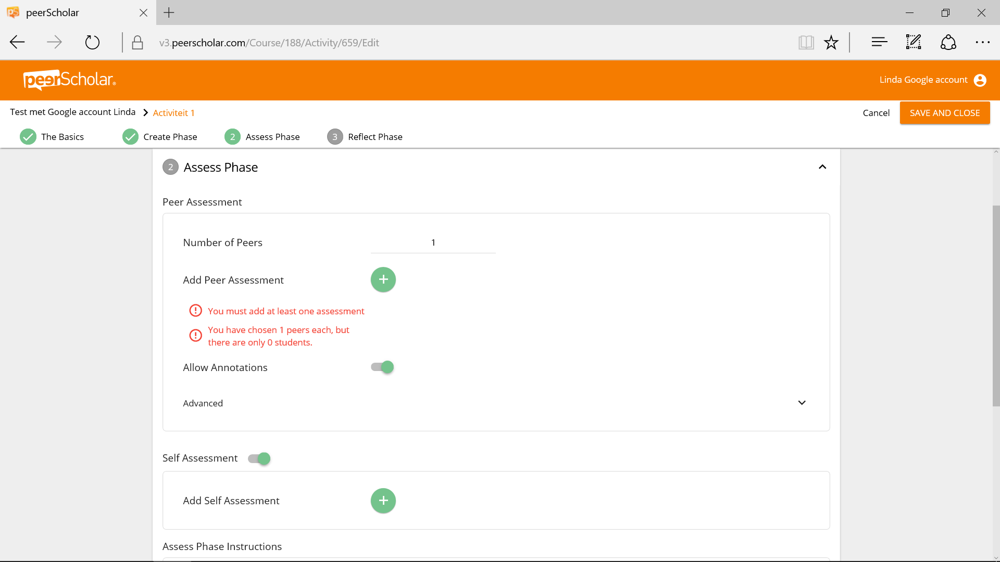 peerScholar
v3.peerscholar.com/Course/188/Activity/659/Edit
peerScholar®
Linda Google account
Test met Google account Linda
Activiteit 1
Cancel
SAVE AND CLOSE
The Basics
Create Phase
2 Assess Phase
3 Reflect Phase
2 Assess Phase
Peer Assessment
Number of Peers
1
Add Peer Assessment
You must add at least one assessment
You have chosen 1 peers each, but
there are only 0 students.
Allow Annotations
Advanced
Self Assessment
Add Self Assessment
Assess Phase Instructions